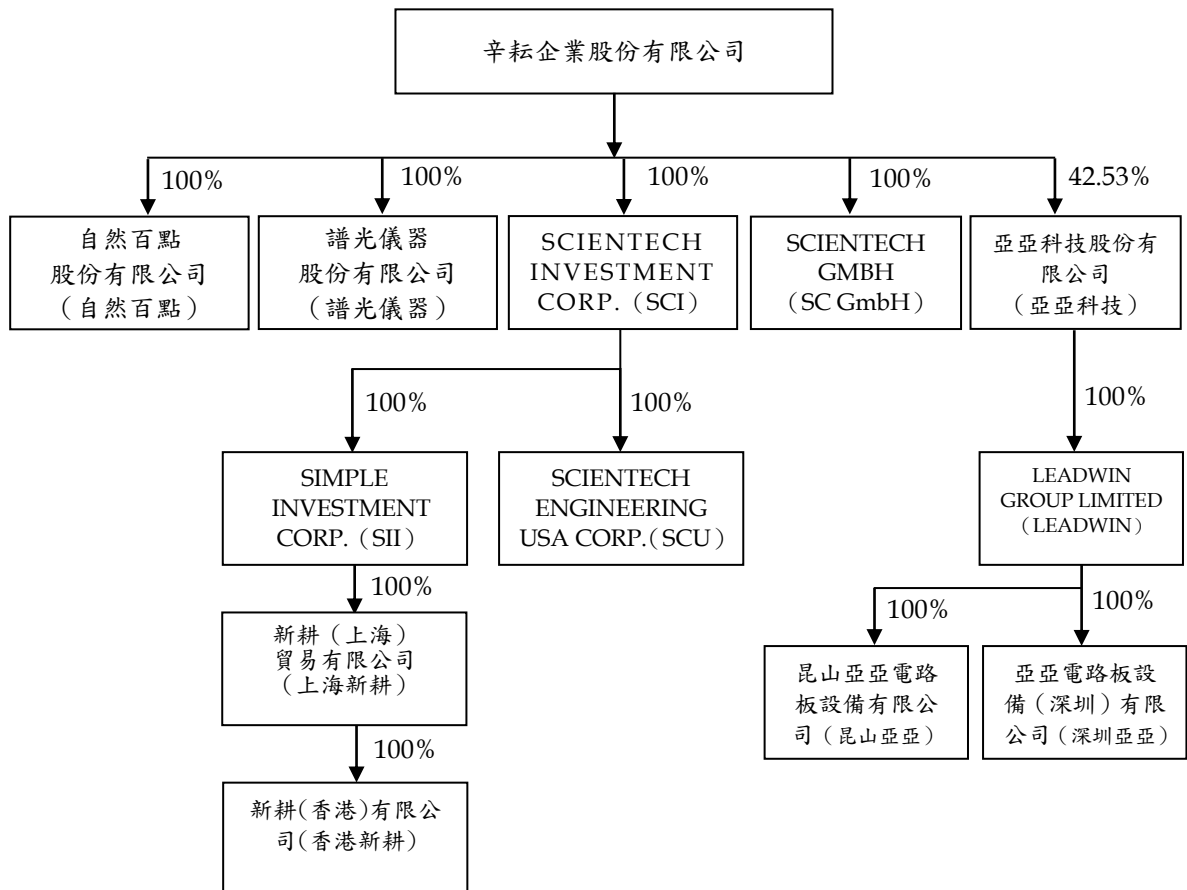 辛耘企業股份有限公司
100%
100%
100%
100%
42.53%
自然百點
股份有限公司
（自然百點）
譜光儀器
股份有限公司
（譜光儀器）
SCIENTECH
INVESTMENT
CORP.（SCI）
SCIENTECH
GMBH
(SC GmbH)
亞亞科技股份有
限公司
（亞亞科技）
100%
100%
100%
SIMPLE
INVESTMENT
CORP.（SII）
SCIENTECH
ENGINEERING
USA CORP.（SCU）
LEADWIN
GROUP LIMITED
（LEADWIN）
100%
100%
100%
新耕（上海）
貿易有限公司
（上海新耕）
昆山亞亞電路
板設備有限公
司（昆山亞亞）
亞亞電路板設
備（深圳）有限
公司（深圳亞亞）
100%
新耕(香港)有限公
司(香港新耕)